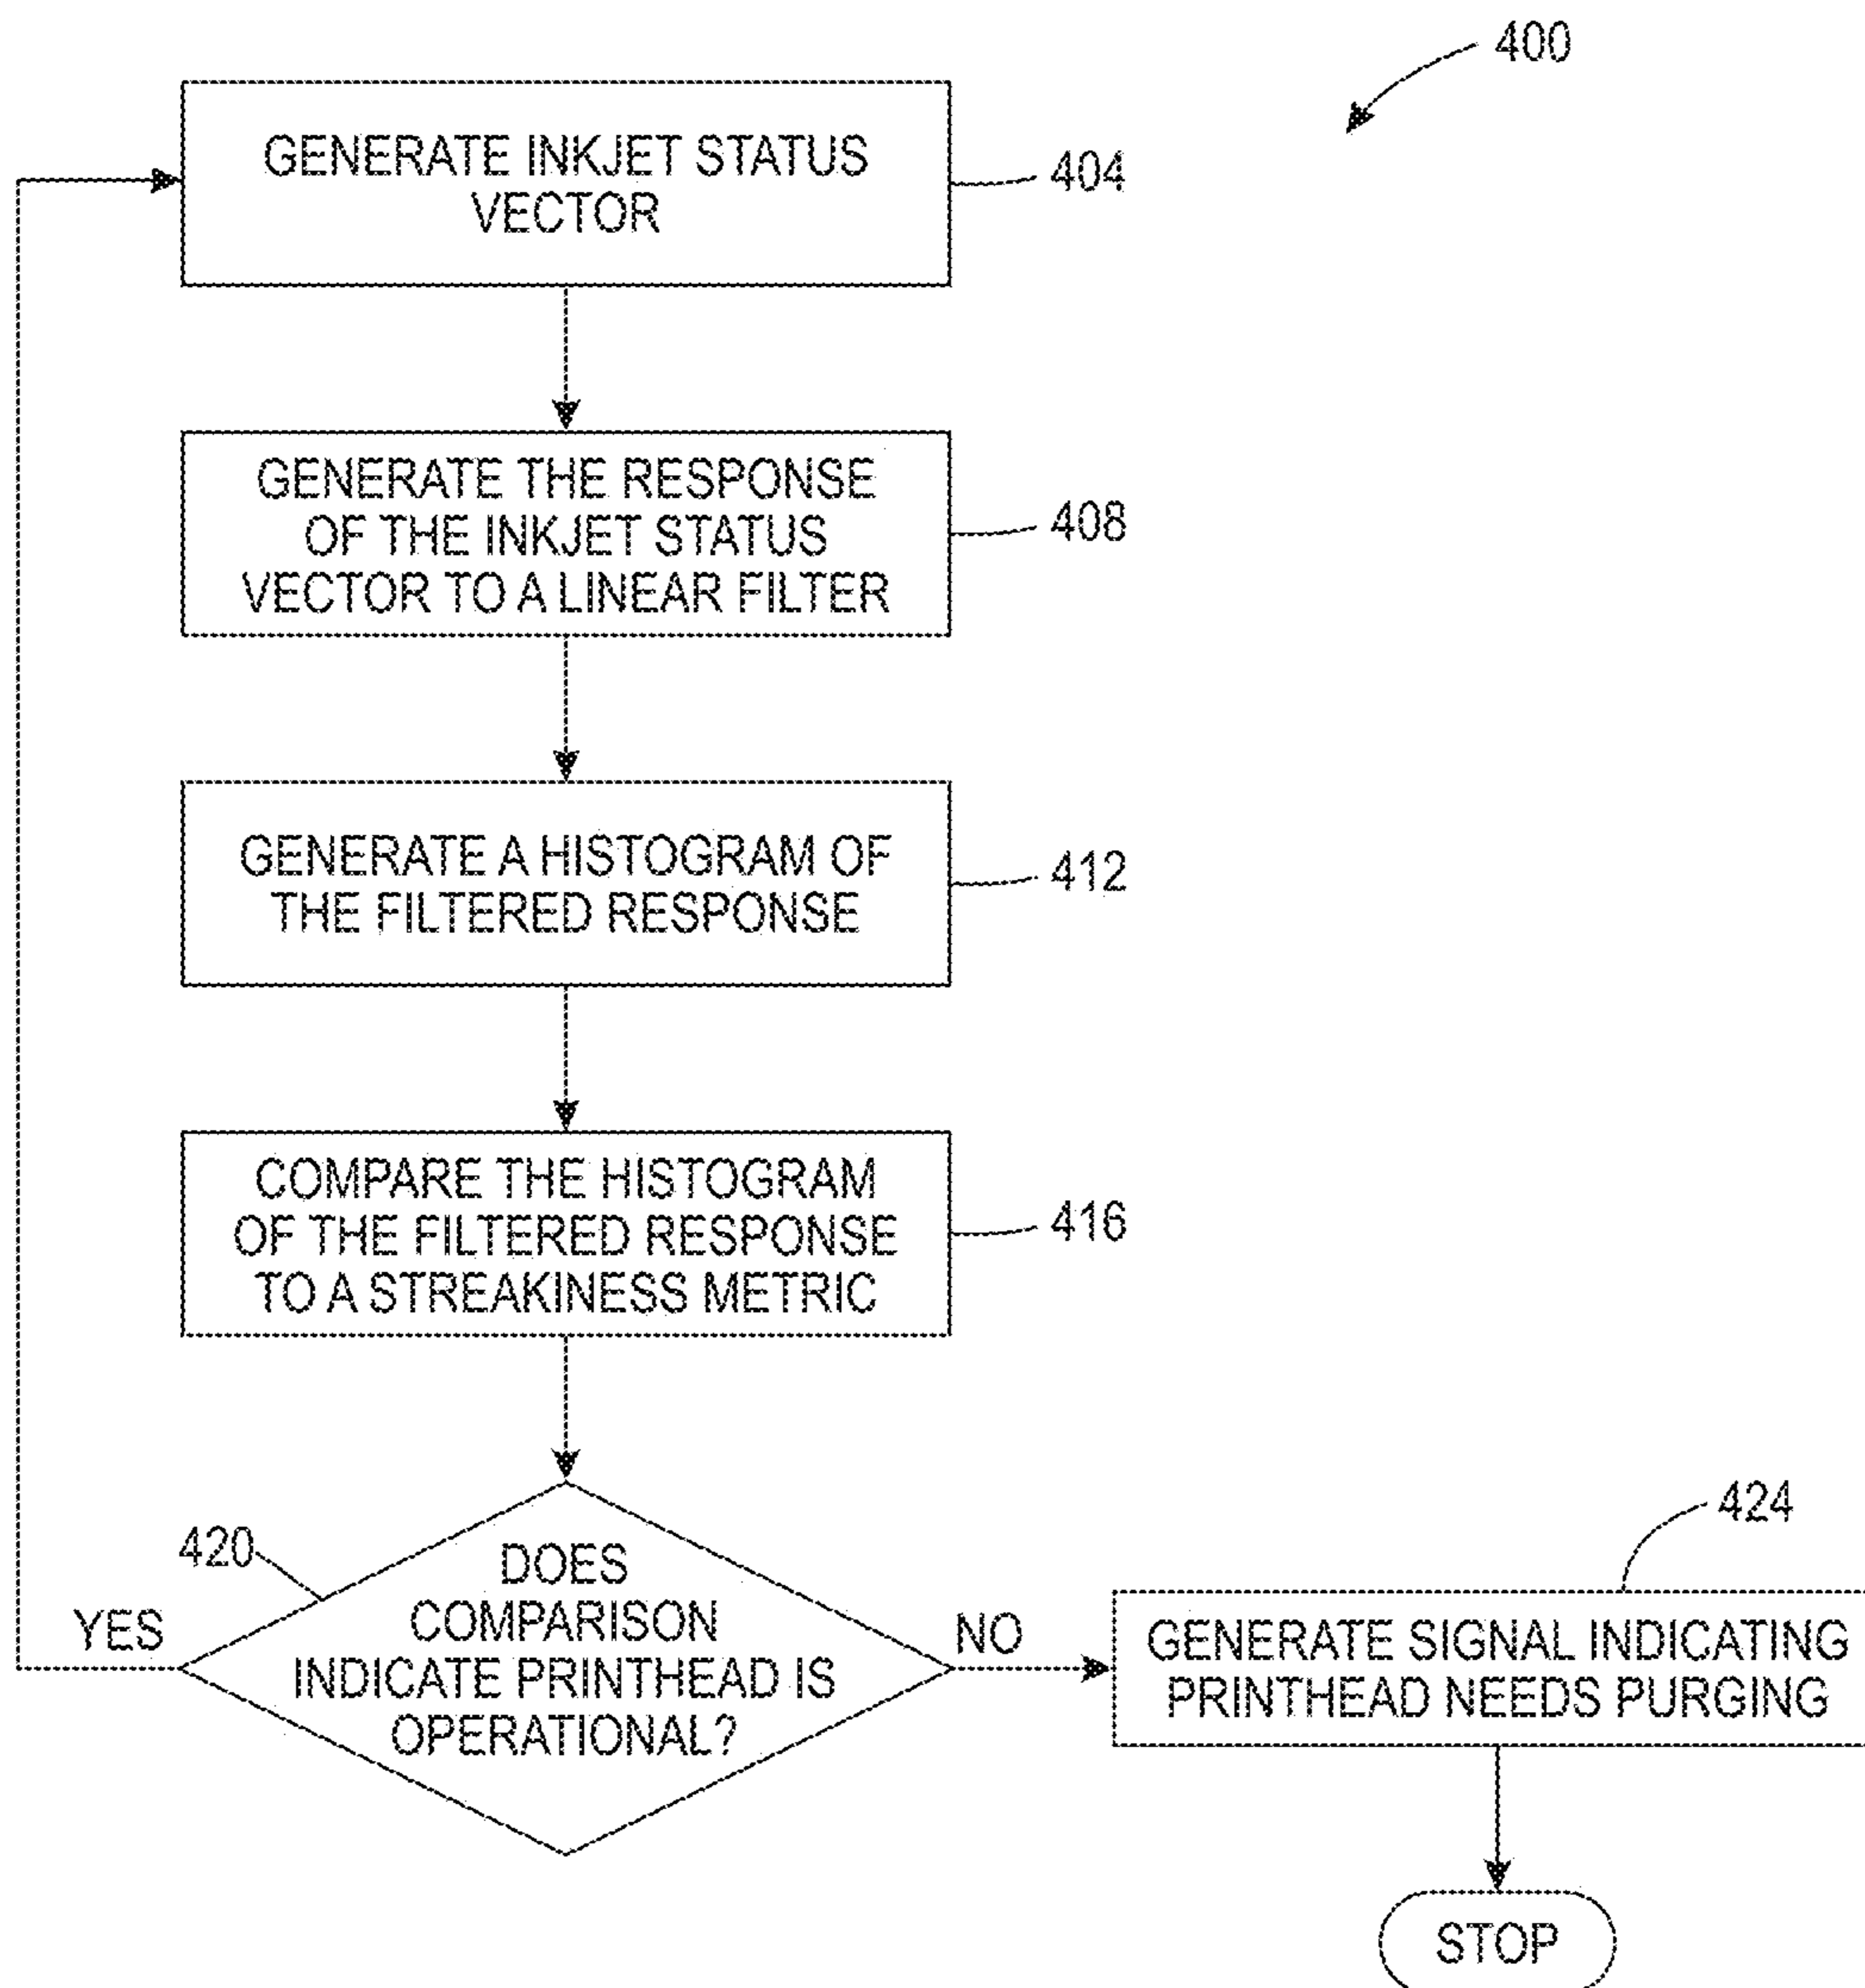 400
GENERATE INKJET STATUS
VECTOR
404
GENERATE THE RESPONSE
OF THE INKJET STATUS
VECTOR TO A LINEAR FILTER
408
GENERATE A HISTOGRAM OF
THE FILTERED RESPONSE
412
COMPARE THE HISTOGRAM
OF THE FILTERED RESPONSE
TO A STREAKINESS METRIC
416
420
DOES
COMPARISON
INDICATE PRINTHEAD IS
OPERATIONAL?
YES
NO
424
GENERATE SIGNAL INDICATING
PRINTHEAD NEEDS PURGING
STOP